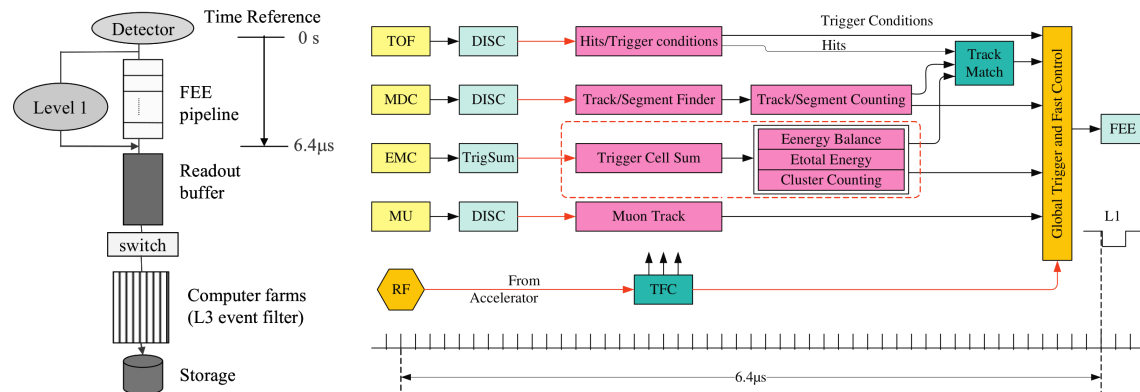 Time Reference
Detector
0 s
Level 1
FEE
pipeline
6.4μs
Readout
buffer
switch
Computer farms
(L3 event filter)
Storage
Trigger Conditions
TOF
DISC
Hits/Trigger conditions
Hits
Track
Match
MDC
DISC
Track/Segment Finder
Track/Segment Counting
EMC
TrigSum
Trigger Cell Sum
Eenergy Balance
Etotal Energy
Cluster Counting
MU
DISC
Muon Track
Global Trigger and Fast Control
FEE
L1
RF
From
Accelerator
TFC
6.4μs